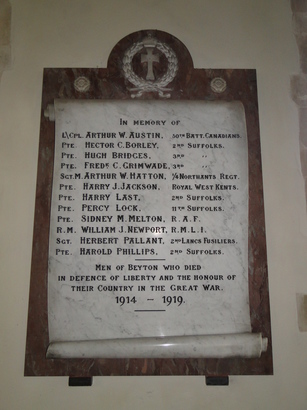 IN MEMORY OF
L\CPL. ARTHUR W. AUSTIN, 50TH BATT. CANADIANS.
PTE. HECTOR C. BORLEY, 2ND SUFFOLKS.
PTE. HUGH BRIDGES, 3RD "
PTE. FREDK C. GRIMWADE, 3RD "
SGT. M. ARTHUR W. HATTON, ¼ NORTHANTS REGT.
PTE. HARRY J. JACKSON, ROYAL WEST KENTS.
PTE. HARRY LAST, 2ND SUFFOLKS.
PTE. PERCY LOCK, 11TH SUFFOLKS.
PTE. SIDNEY M. MELTON, R.A.F.
R.M. WILLIAM J. NEWPORT, R.M.L.I.
SGT. HERBERT PALLANT, 2ND LANCS FUSILIERS.
PTE. HAROLD PHILLIPS, 2ND SUFFOLKS.
MEN OF BEYTON WHO DIED
IN DEFENCE OF LIBERTY AND THE HONOUR OF
THEIR COUNTRY IN THE GREAT WAR.
1914 — 1919.